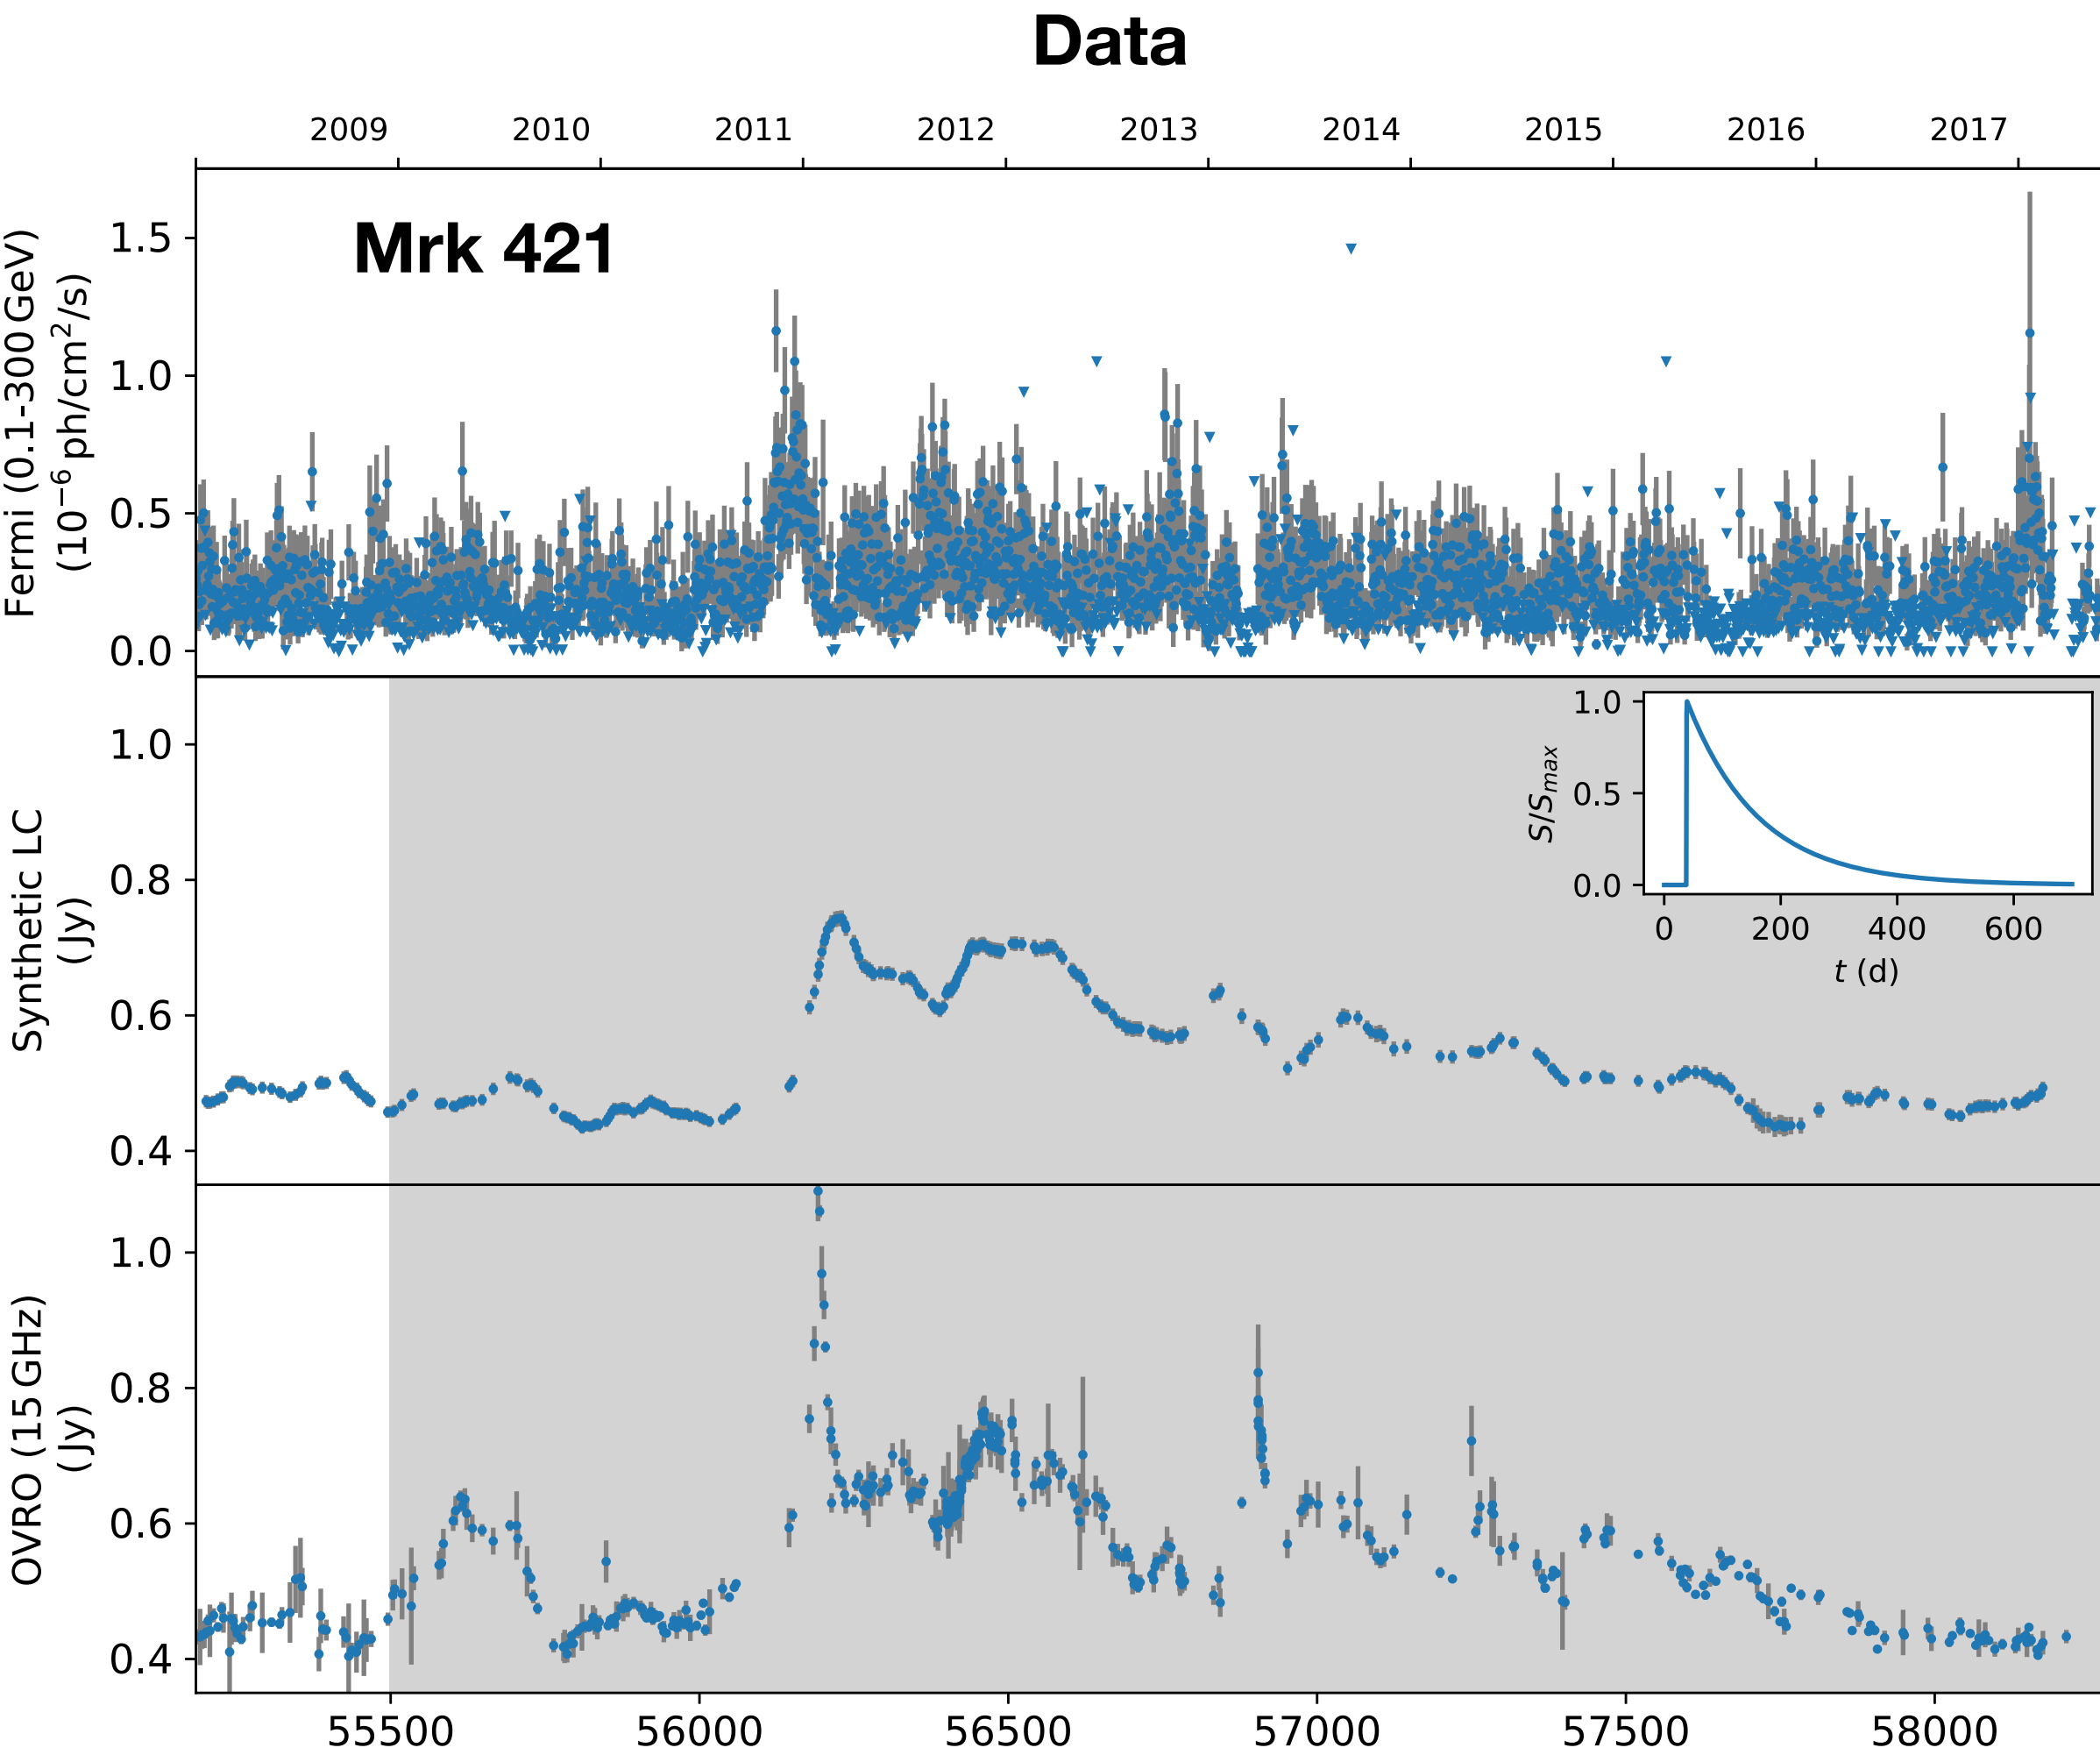 Data
2009 2010 2011 2012 2013 2014 2015 2016 2017
Mrk 421
Fermi (0.1-300 GeV)
(10⁻⁶ ph/cm²/s)
1.5
1.0
0.5
0.0
Synthetic LC
(Jy)
1.0
0.8
0.6
0.4
S/Smax
1.0
0.5
0.0
0 200 400 600
t (d)
OVRO (15 GHz)
(Jy)
1.0
0.8
0.6
0.4
55500 56000 56500 57000 57500 58000